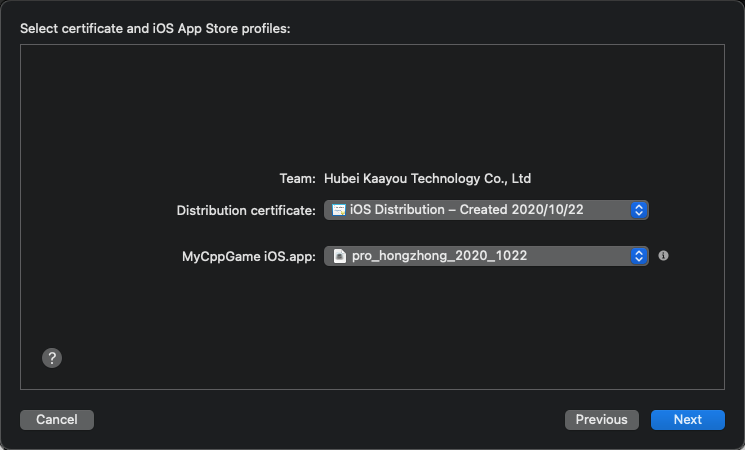 Select certificate and iOS App Store profiles:
Team: Hubei Kaayou Technology Co., Ltd
Distribution certificate: iOS Distribution – Created 2020/10/22
MyCppGame iOS.app: pro_hongzhong_2020_1022
?
Cancel Previous Next